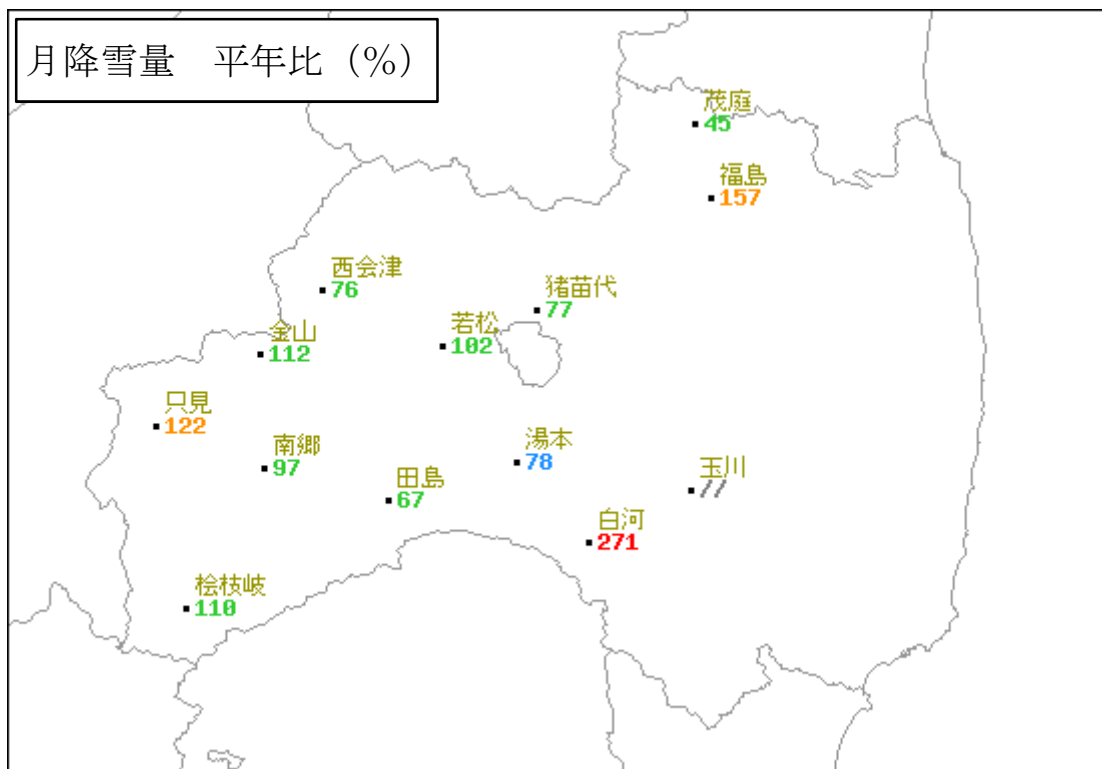 月降雪量 平年比（％）
茂庭
45
福島
157
西会津
76
猪苗代
77
若松
102
金山
112
只見
122
南郷
97
湯本
78
田島
67
玉川
//
白河
271
桧枝岐
110